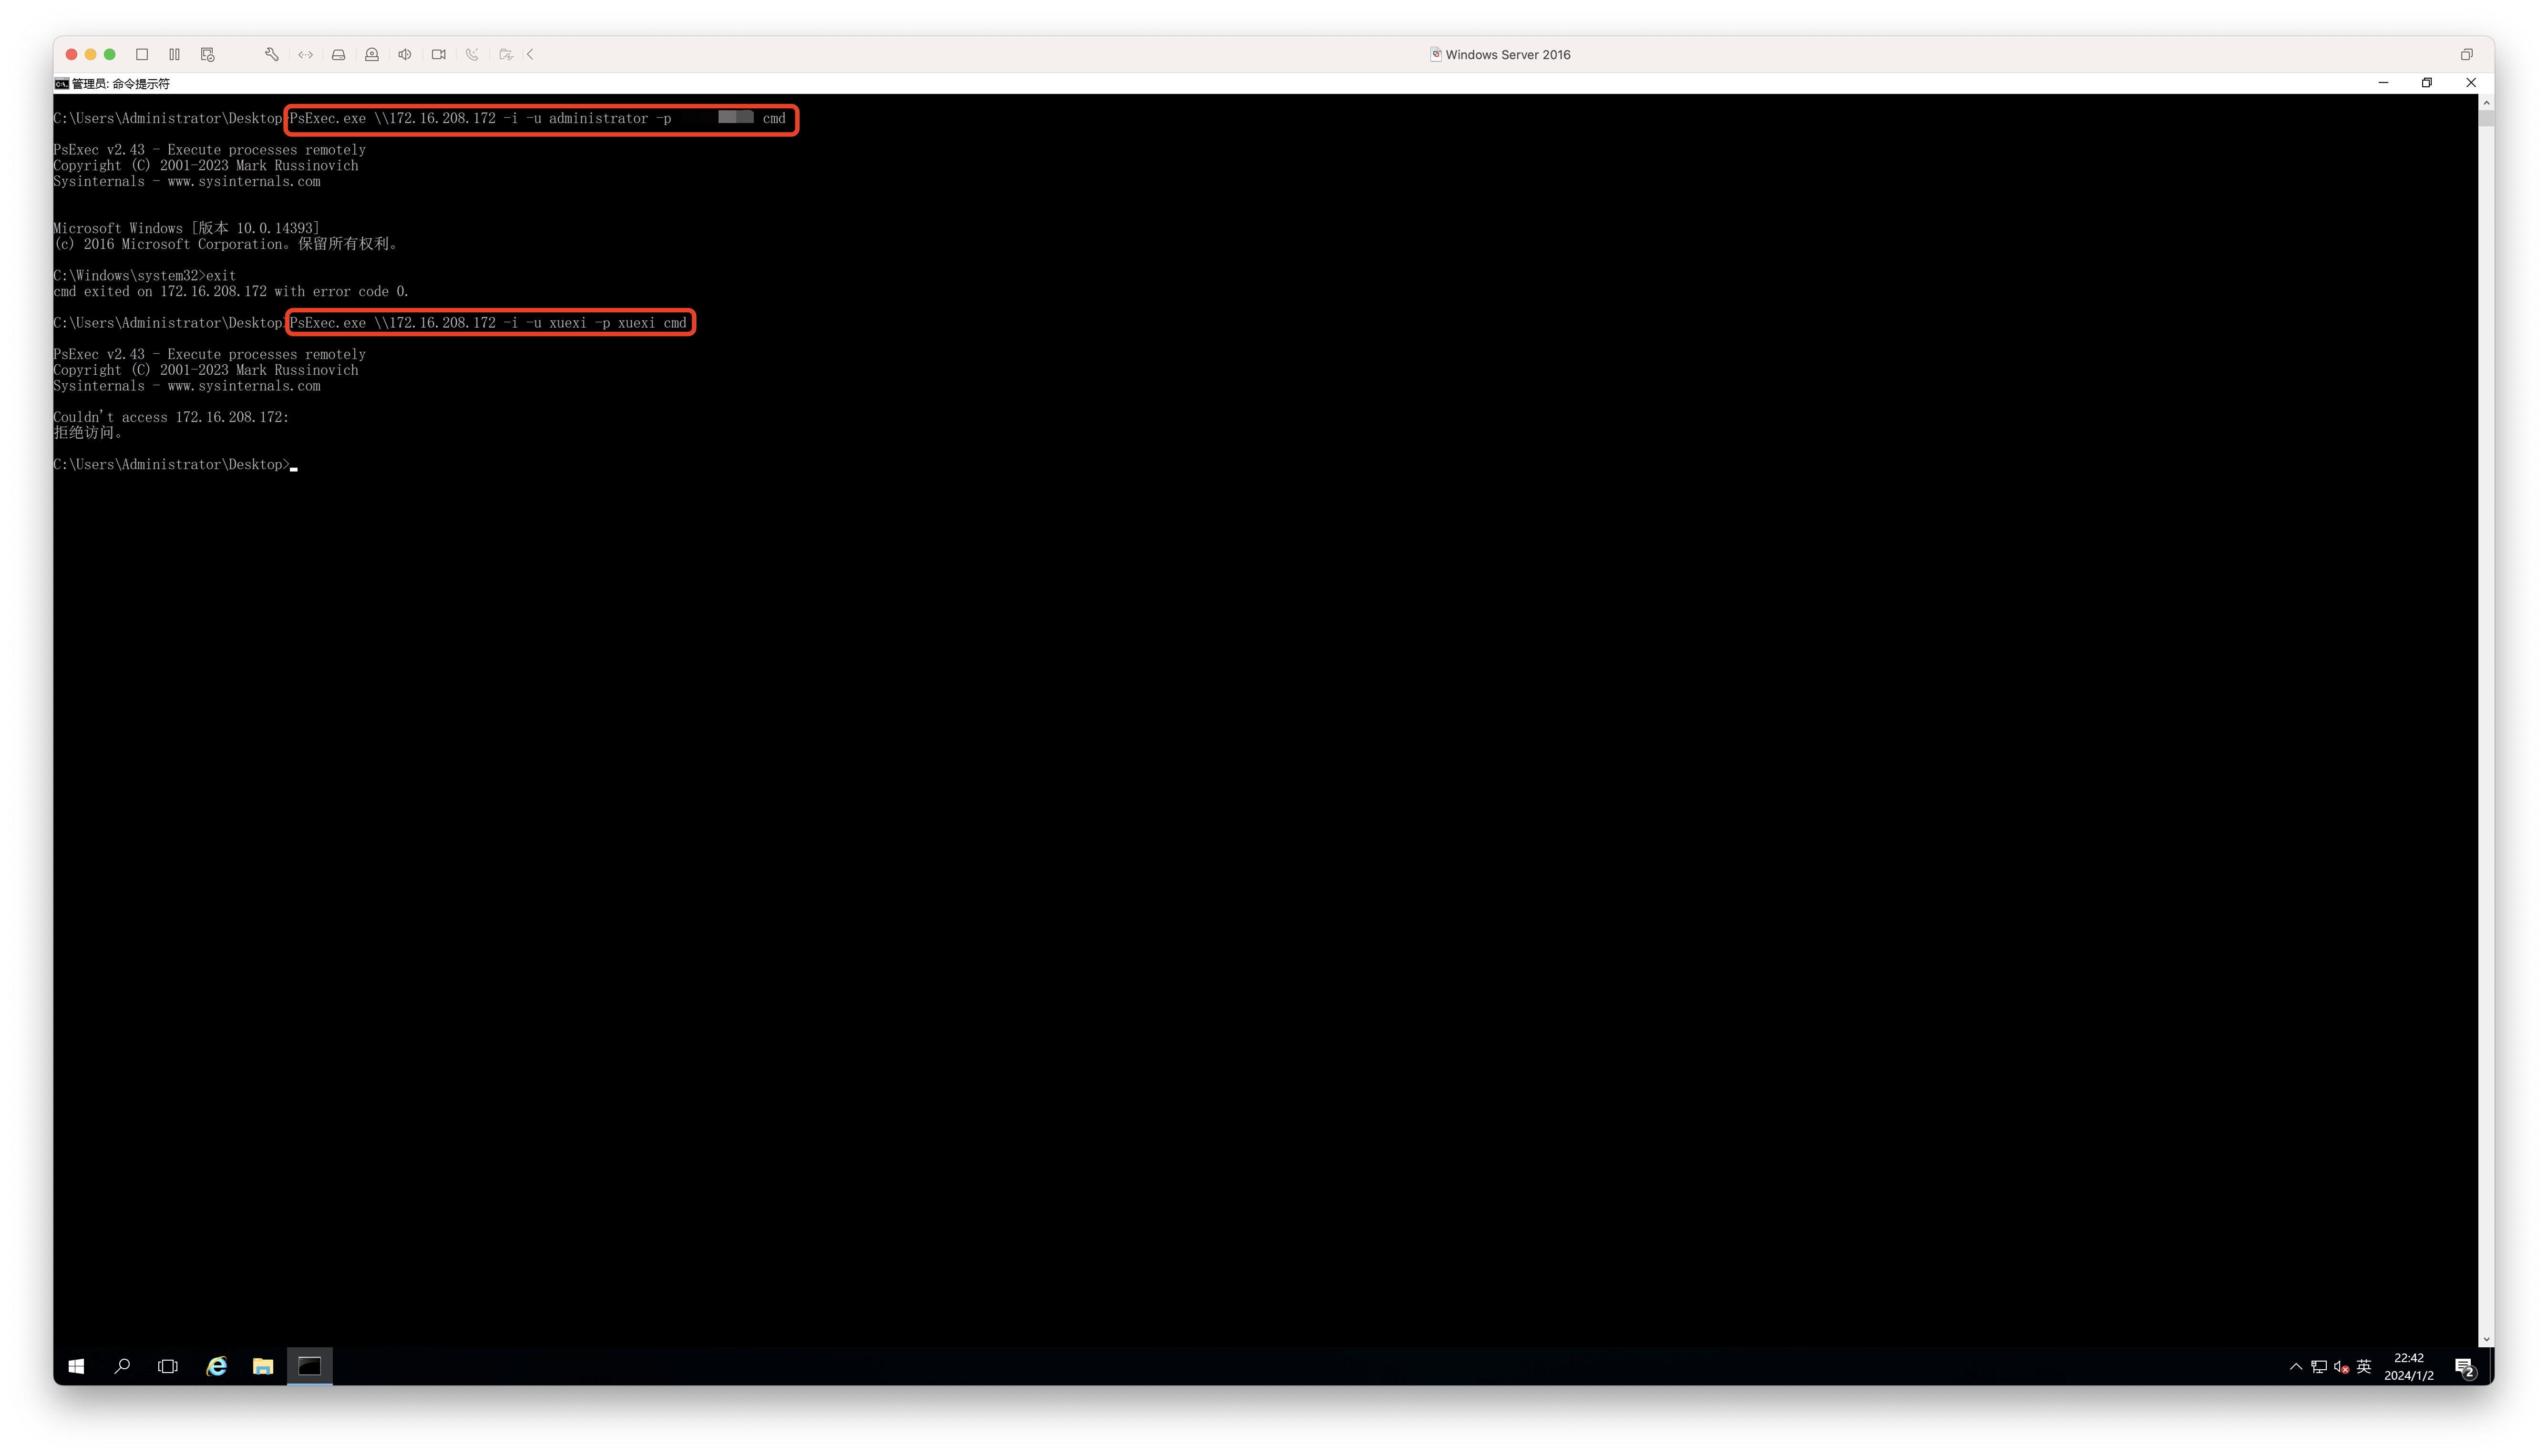 Windows Server 2016
管理员: 命令提示符
C:\Users\Administrator\Desktop>PsExec.exe \\172.16.208.172 -i -u administrator -p cmd
PsExec v2.43 - Execute processes remotely
Copyright (C) 2001-2023 Mark Russinovich
Sysinternals - www.sysinternals.com
Microsoft Windows [版本 10.0.14393]
(c) 2016 Microsoft Corporation。保留所有权利。
C:\Windows\system32>exit
cmd exited on 172.16.208.172 with error code 0.
C:\Users\Administrator\Desktop>PsExec.exe \\172.16.208.172 -i -u xuexi -p xuexi cmd
PsExec v2.43 - Execute processes remotely
Copyright (C) 2001-2023 Mark Russinovich
Sysinternals - www.sysinternals.com
Couldn't access 172.16.208.172:
拒绝访问。
C:\Users\Administrator\Desktop>
英
22:42
2024/1/2
2